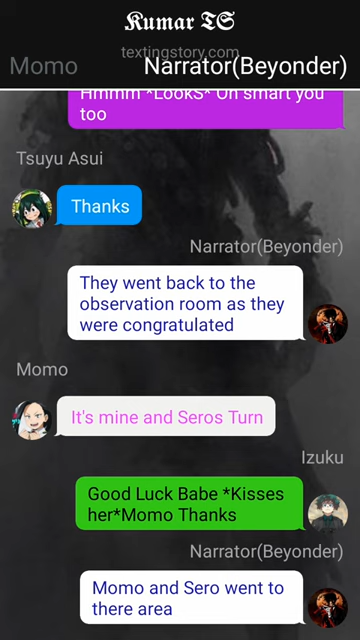 Kumar TS
textingstory.com
Momo
Narrator(Beyonder)
Hmmm *LookS* Uh smart you
too
Tsuyu Asui
Thanks
Narrator(Beyonder)
They went back to the
observation room as they
were congratulated
Momo
It's mine and Seros Turn
Izuku
Good Luck Babe *Kisses
her*Momo Thanks
Narrator(Beyonder)
Momo and Sero went to
there area